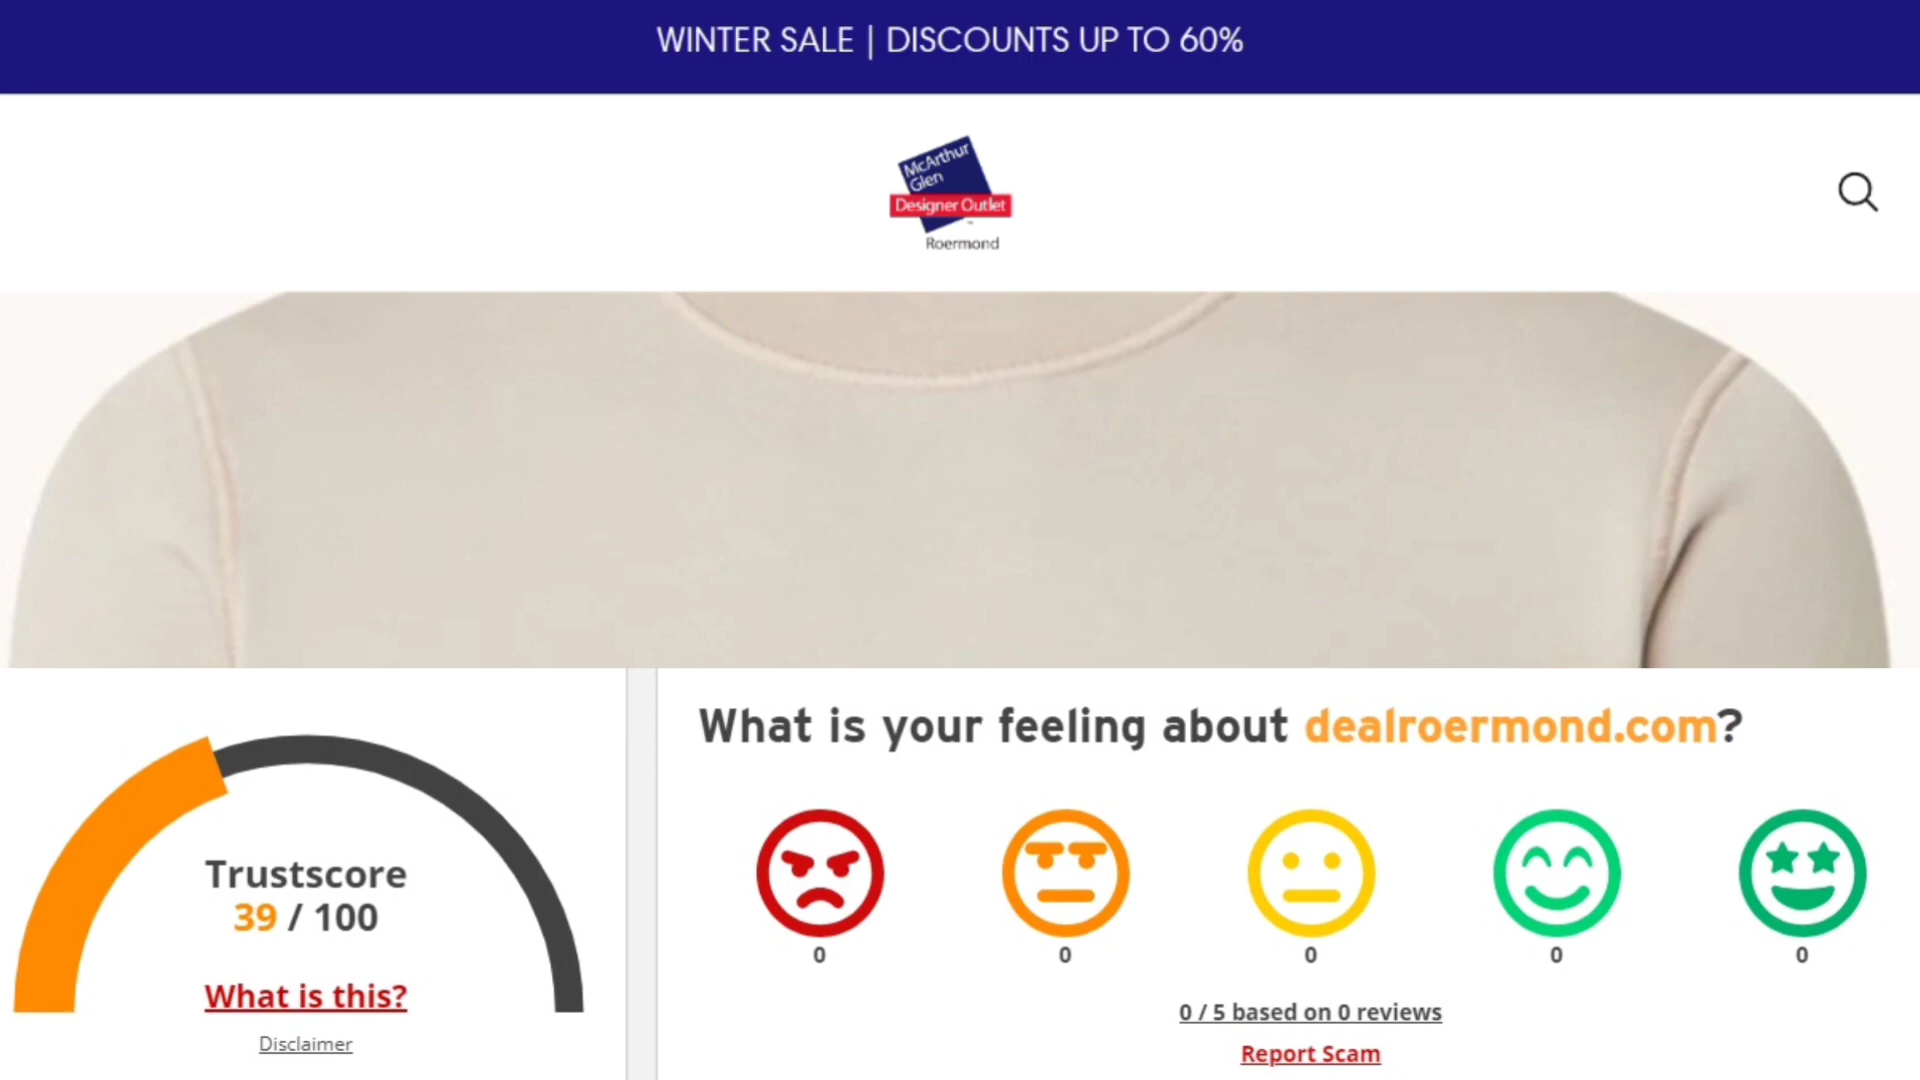 WINTER SALE | DISCOUNTS UP TO 60%
McArthur
Glen
Designer Outlet
™
Roermond
What is your feeling about dealroermond.com?
Trustscore
39 / 100
What is this?
Disclaimer
0 0 0 0 0
0 / 5 based on 0 reviews
Report Scam